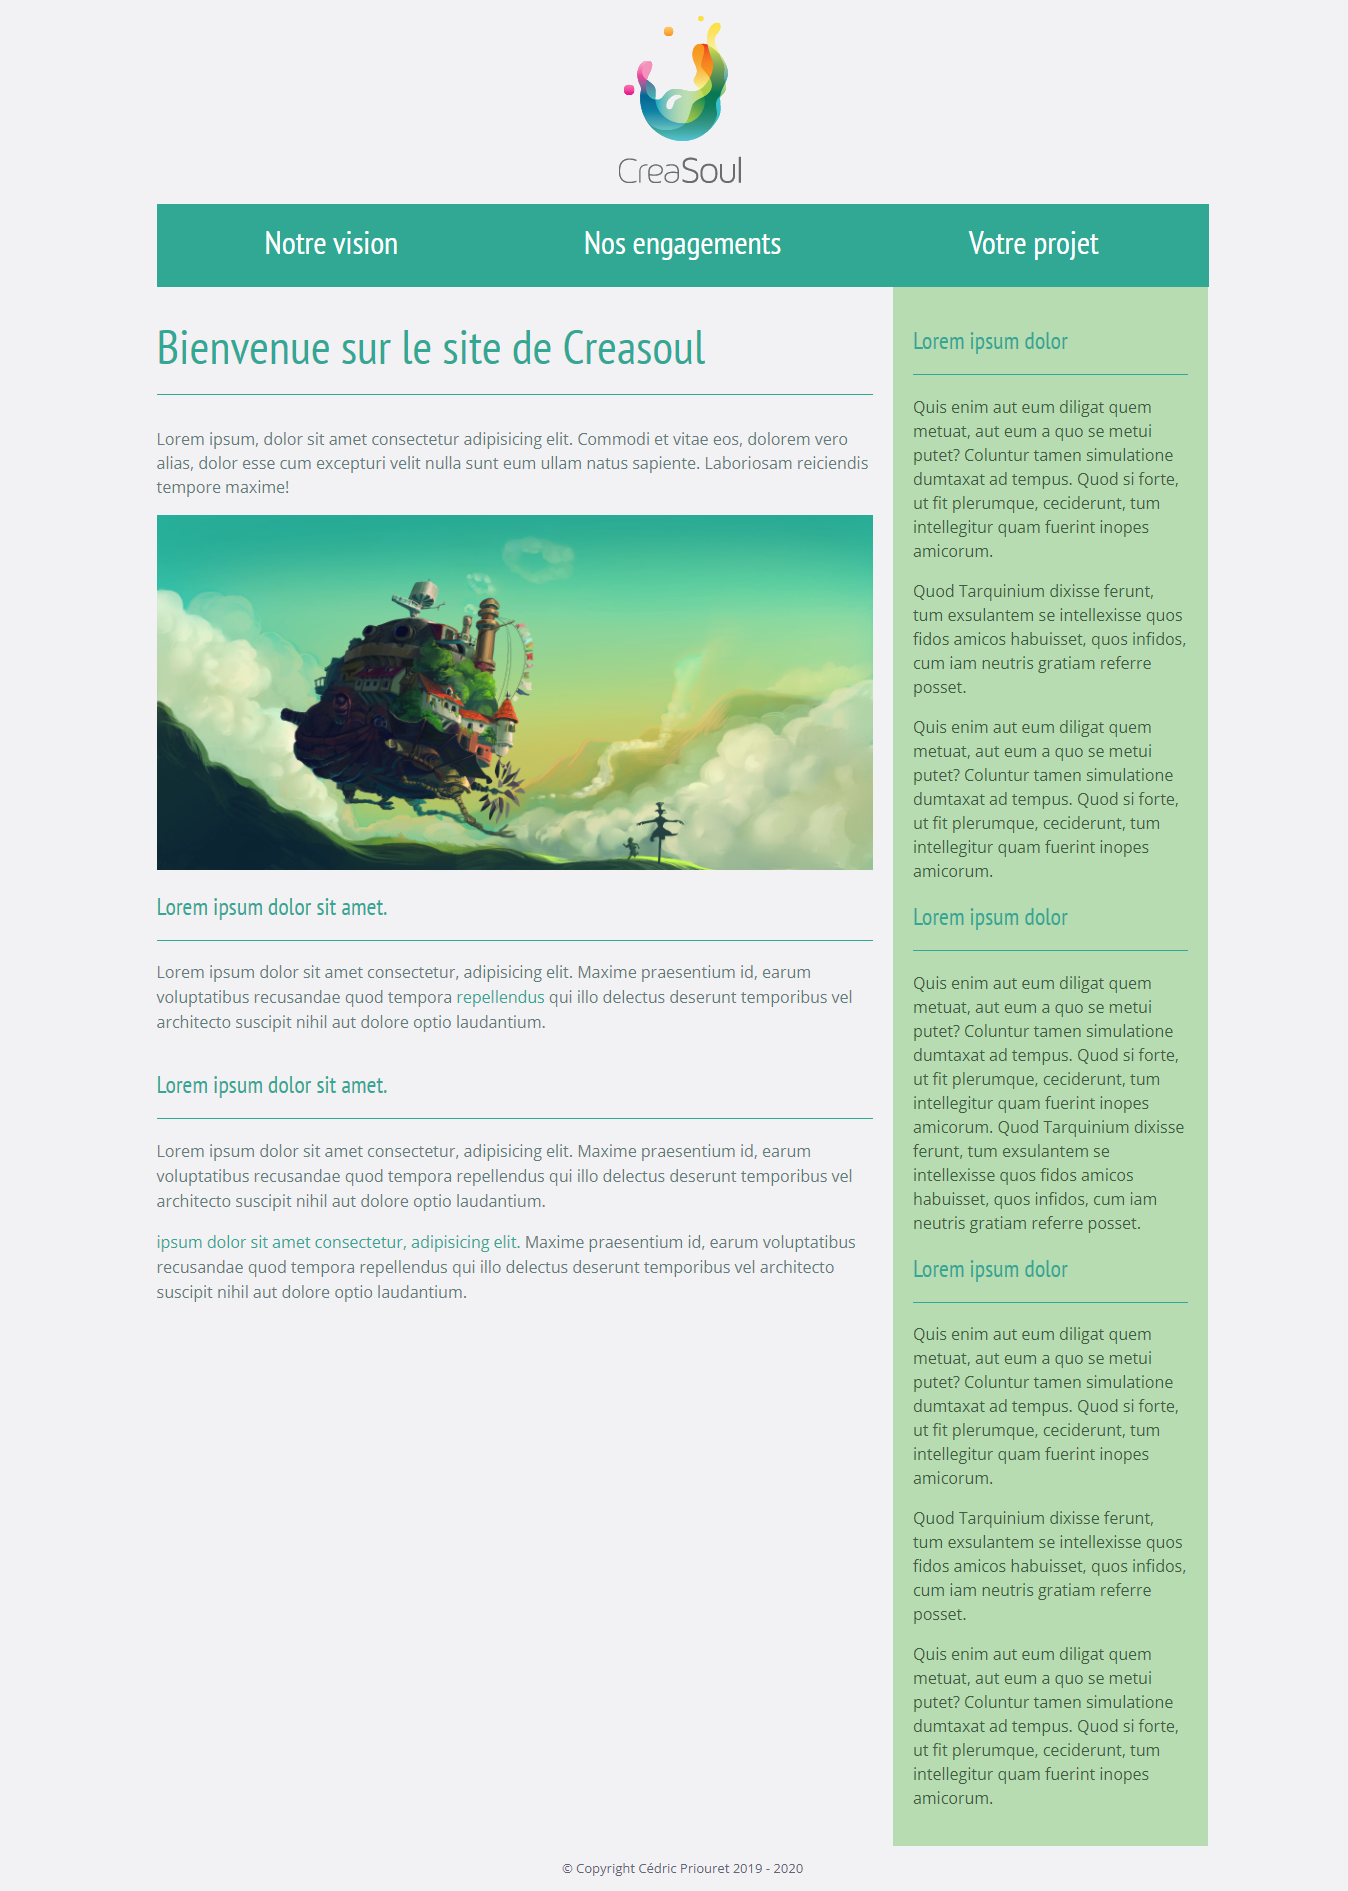 CreaSoul
Notre vision
Nos engagements
Votre projet
Bienvenue sur le site de Creasoul
Lorem ipsum, dolor sit amet consectetur adipisicing elit. Commodi et vitae eos, dolorem vero
alias, dolor esse cum excepturi velit nulla sunt eum ullam natus sapiente. Laboriosam reiciendis
tempore maxime!
Lorem ipsum dolor sit amet.
Lorem ipsum dolor sit amet consectetur, adipisicing elit. Maxime praesentium id, earum
voluptatibus recusandae quod tempora repellendus qui illo delectus deserunt temporibus vel
architecto suscipit nihil aut dolore optio laudantium.
Lorem ipsum dolor sit amet.
Lorem ipsum dolor sit amet consectetur, adipisicing elit. Maxime praesentium id, earum
voluptatibus recusandae quod tempora repellendus qui illo delectus deserunt temporibus vel
architecto suscipit nihil aut dolore optio laudantium.
ipsum dolor sit amet consectetur, adipisicing elit. Maxime praesentium id, earum voluptatibus
recusandae quod tempora repellendus qui illo delectus deserunt temporibus vel architecto
suscipit nihil aut dolore optio laudantium.
Lorem ipsum dolor
Quis enim aut eum diligat quem
metuat, aut eum a quo se metui
putet? Coluntur tamen simulatione
dumtaxat ad tempus. Quod si forte,
ut fit plerumque, ceciderunt, tum
intellegitur quam fuerint inopes
amicorum.
Quod Tarquinium dixisse ferunt,
tum exsulantem se intellexisse quos
fidos amicos habuisset, quos infidos,
cum iam neutris gratiam referre
posset.
Quis enim aut eum diligat quem
metuat, aut eum a quo se metui
putet? Coluntur tamen simulatione
dumtaxat ad tempus. Quod si forte,
ut fit plerumque, ceciderunt, tum
intellegitur quam fuerint inopes
amicorum.
Lorem ipsum dolor
Quis enim aut eum diligat quem
metuat, aut eum a quo se metui
putet? Coluntur tamen simulatione
dumtaxat ad tempus. Quod si forte,
ut fit plerumque, ceciderunt, tum
intellegitur quam fuerint inopes
amicorum. Quod Tarquinium dixisse
ferunt, tum exsulantem se
intellexisse quos fidos amicos
habuisset, quos infidos, cum iam
neutris gratiam referre posset.
Lorem ipsum dolor
Quis enim aut eum diligat quem
metuat, aut eum a quo se metui
putet? Coluntur tamen simulatione
dumtaxat ad tempus. Quod si forte,
ut fit plerumque, ceciderunt, tum
intellegitur quam fuerint inopes
amicorum.
Quod Tarquinium dixisse ferunt,
tum exsulantem se intellexisse quos
fidos amicos habuisset, quos infidos,
cum iam neutris gratiam referre
posset.
Quis enim aut eum diligat quem
metuat, aut eum a quo se metui
putet? Coluntur tamen simulatione
dumtaxat ad tempus. Quod si forte,
ut fit plerumque, ceciderunt, tum
intellegitur quam fuerint inopes
amicorum.
© Copyright Cédric Priouret 2019 - 2020